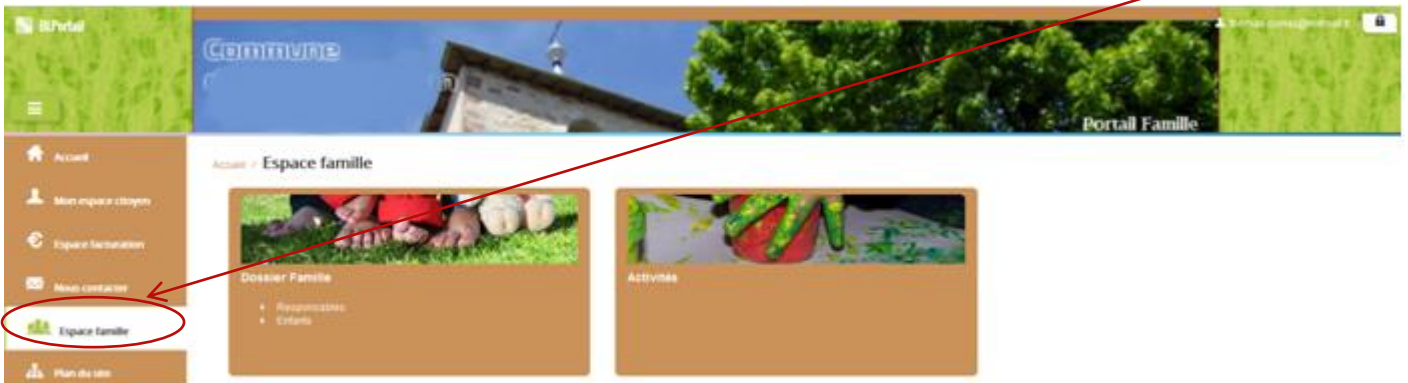 BLPortail
Commune
Portail Famille
Accueil
Mon espace citoyen
Espace facturation
Nous contacter
Espace famille
Plan du site
Accueil / Espace famille
Dossier Famille
Responsables
Enfants
Activités